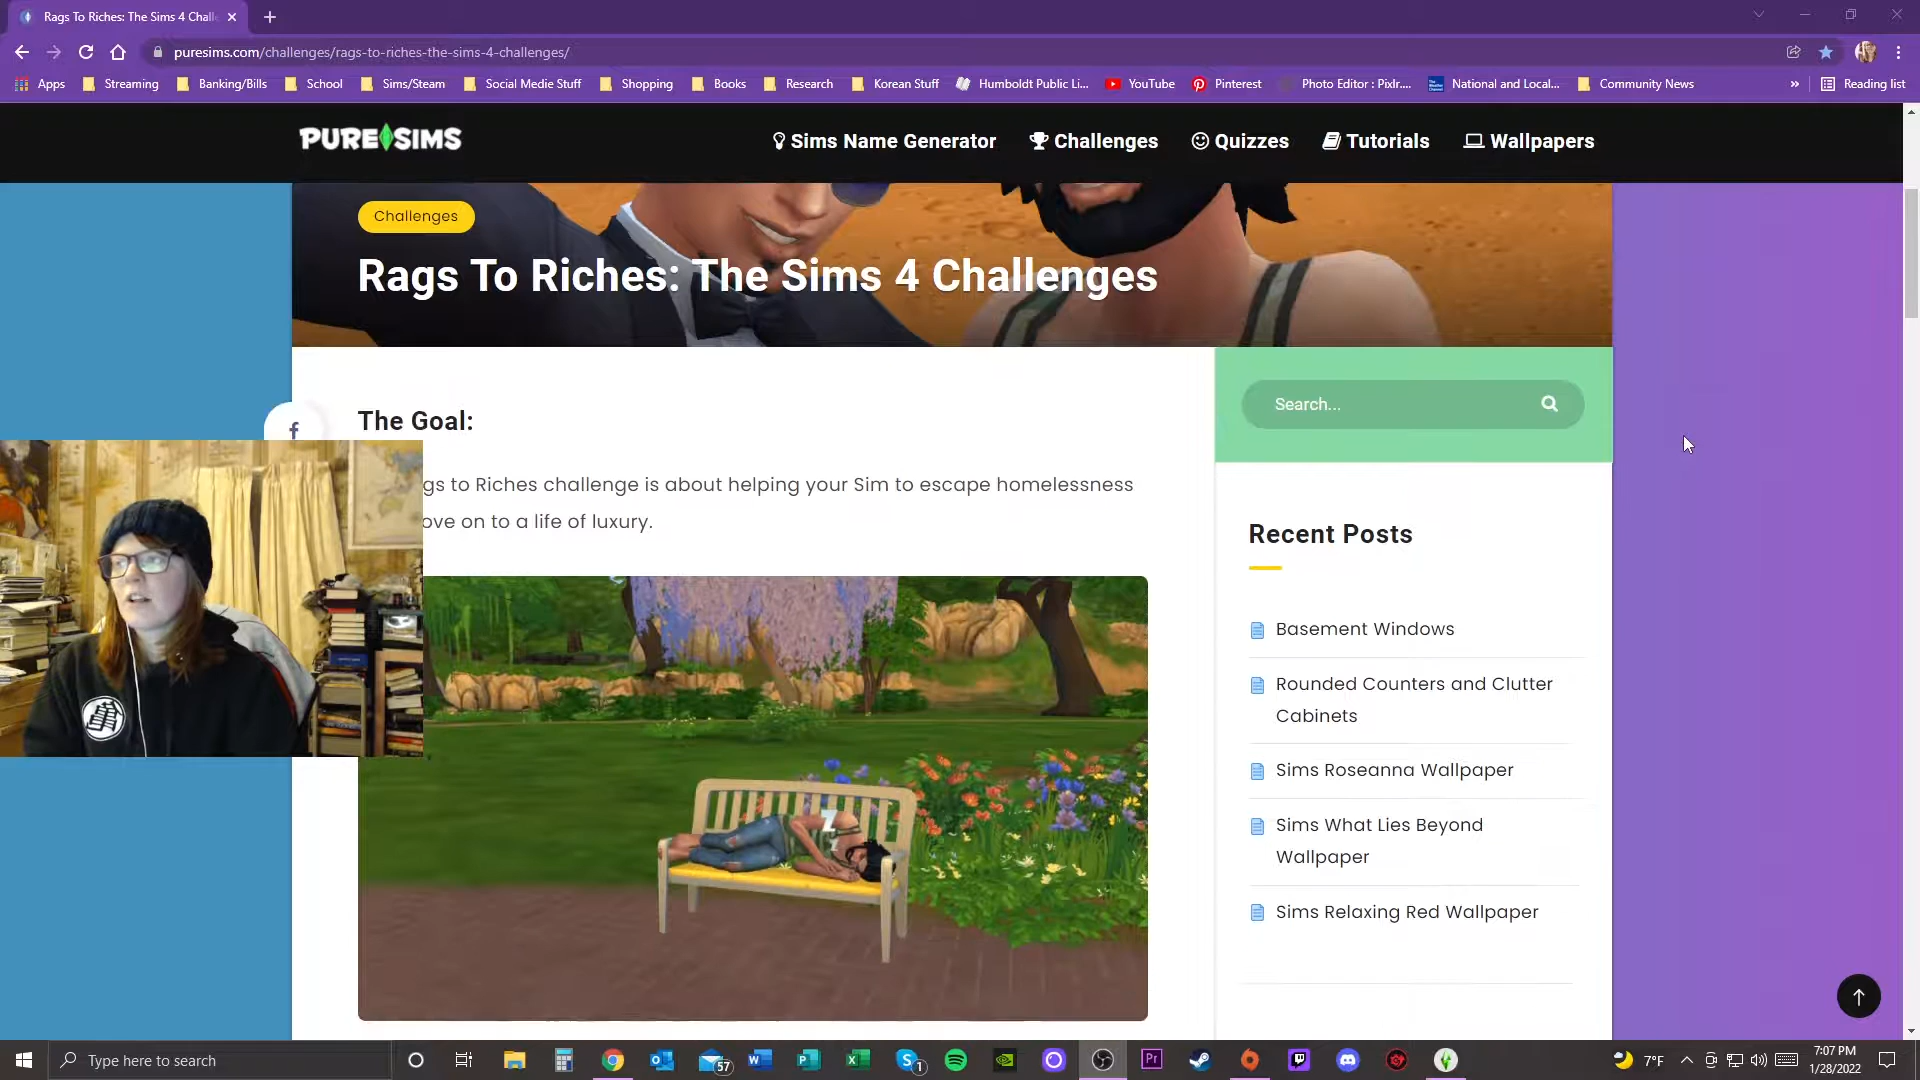 Rags To Riches: The Sims 4 Chall
puresims.com/challenges/rags-to-riches-the-sims-4-challenges/
Apps Streaming Banking/Bills School Sims/Steam Social Medie Stuff Shopping Books Research Korean Stuff Humboldt Public Li... YouTube Pinterest Photo Editor : Pixlr.... National and Local... Community News » Reading list
PURE SIMS Sims Name Generator Challenges Quizzes Tutorials Wallpapers
Challenges
Rags To Riches: The Sims 4 Challenges
Search...
The Goal:
gs to Riches challenge is about helping your Sim to escape homelessness
ove on to a life of luxury.
Recent Posts
Basement Windows
Rounded Counters and Clutter
Cabinets
Sims Roseanna Wallpaper
Sims What Lies Beyond
Wallpaper
Sims Relaxing Red Wallpaper
Type here to search
57
1
Pr
7°F
7:07 PM
1/28/2022